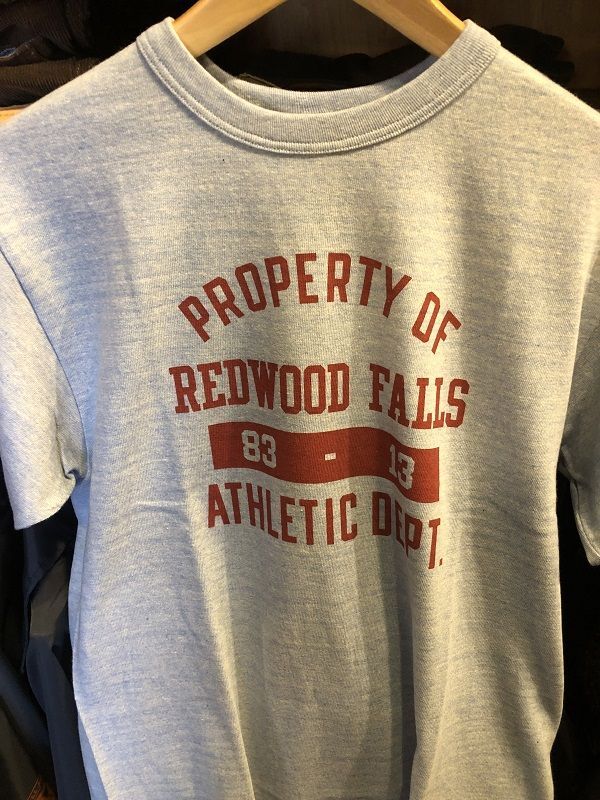 PROPERTY OF
REDWOOD FALLS
83 - 13
ATHLETIC DEPT.